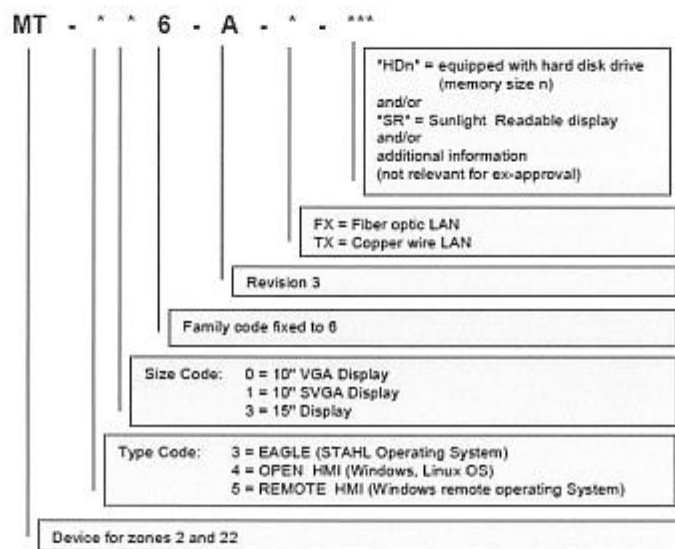 MT - * * 6 - A - * - ***
"HDn" = equipped with hard disk drive
(memory size n)
and/or
"SR" = Sunlight Readable display
and/or
additional information
(not relevant for ex-approval)
FX = Fiber optic LAN
TX = Copper wire LAN
Revision 3
Family code fixed to 6
Size Code: 0 = 10" VGA Display
1 = 10" SVGA Display
3 = 15" Display
Type Code: 3 = EAGLE (STAHL Operating System)
4 = OPEN HMI (Windows, Linux OS)
5 = REMOTE HMI (Windows remote operating System)
Device for zones 2 and 22